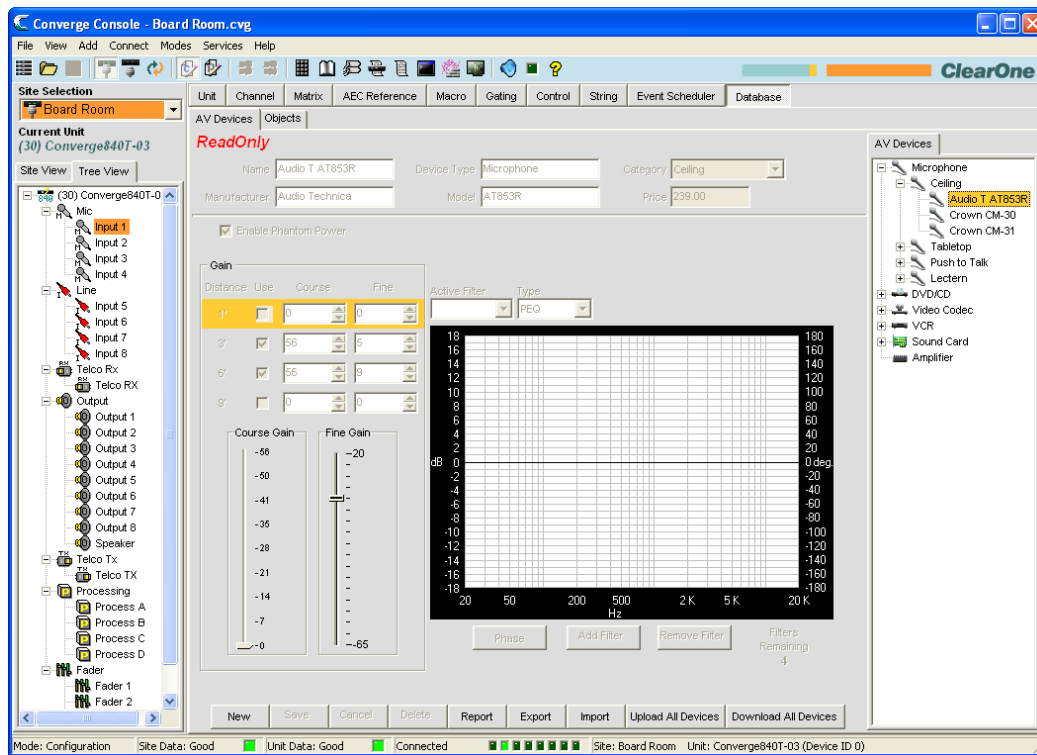 Converge Console - Board Room.cvg
File View Add Connect Modes Services Help
ClearOne
Site Selection
Board Room
Current Unit
(30) Converge840T-03
Site View Tree View
(30) Converge840T-0
Mic
Input 1
Input 2
Input 3
Input 4
Line
Input 5
Input 6
Input 7
Input 8
Telco Rx
Telco RX
Output
Output 1
Output 2
Output 3
Output 4
Output 5
Output 6
Output 7
Output 8
Speaker
Telco Tx
Telco TX
Processing
Process A
Process B
Process C
Process D
Fader
Fader 1
Fader 2
Unit Channel Matrix AEC Reference Macro Gating Control String Event Scheduler Database
AV Devices Objects
ReadOnly
Name Audio T AT853R Device Type Microphone Category Ceiling
Manufacturer Audio Technica Model AT853R Price 239.00
Enable Phantom Power
Gain
Distance Use Course Fine
1' 0 0
3' 56 5
6' 56 9
9' 0 0
Course Gain
-56
-50
-41
-35
-28
-21
-14
-7
-0
Fine Gain
-20
-65
Active Filter Type
PEQ
18 180
16 160
14 140
12 120
10 100
8 80
6 60
4 40
2 20
dB 0 0 deg.
-2 -20
-4 -40
-6 -60
-8 -80
-10 -100
-12 -120
-14 -140
-16 -160
-18 -180
20 50 200 500 2 K 5 K 20 K
Hz
Phase Add Filter Remove Filter Filters
Remaining
4
New Save Cancel Delete Report Export Import Upload All Devices Download All Devices
AV Devices
Microphone
Ceiling
Audio T AT853R
Crown CM-30
Crown CM-31
Tabletop
Push to Talk
Lectern
DVD/CD
Video Codec
VCR
Sound Card
Amplifier
Mode: Configuration Site Data: Good Unit Data: Good Connected Site: Board Room Unit: Converge840T-03 (Device ID 0)